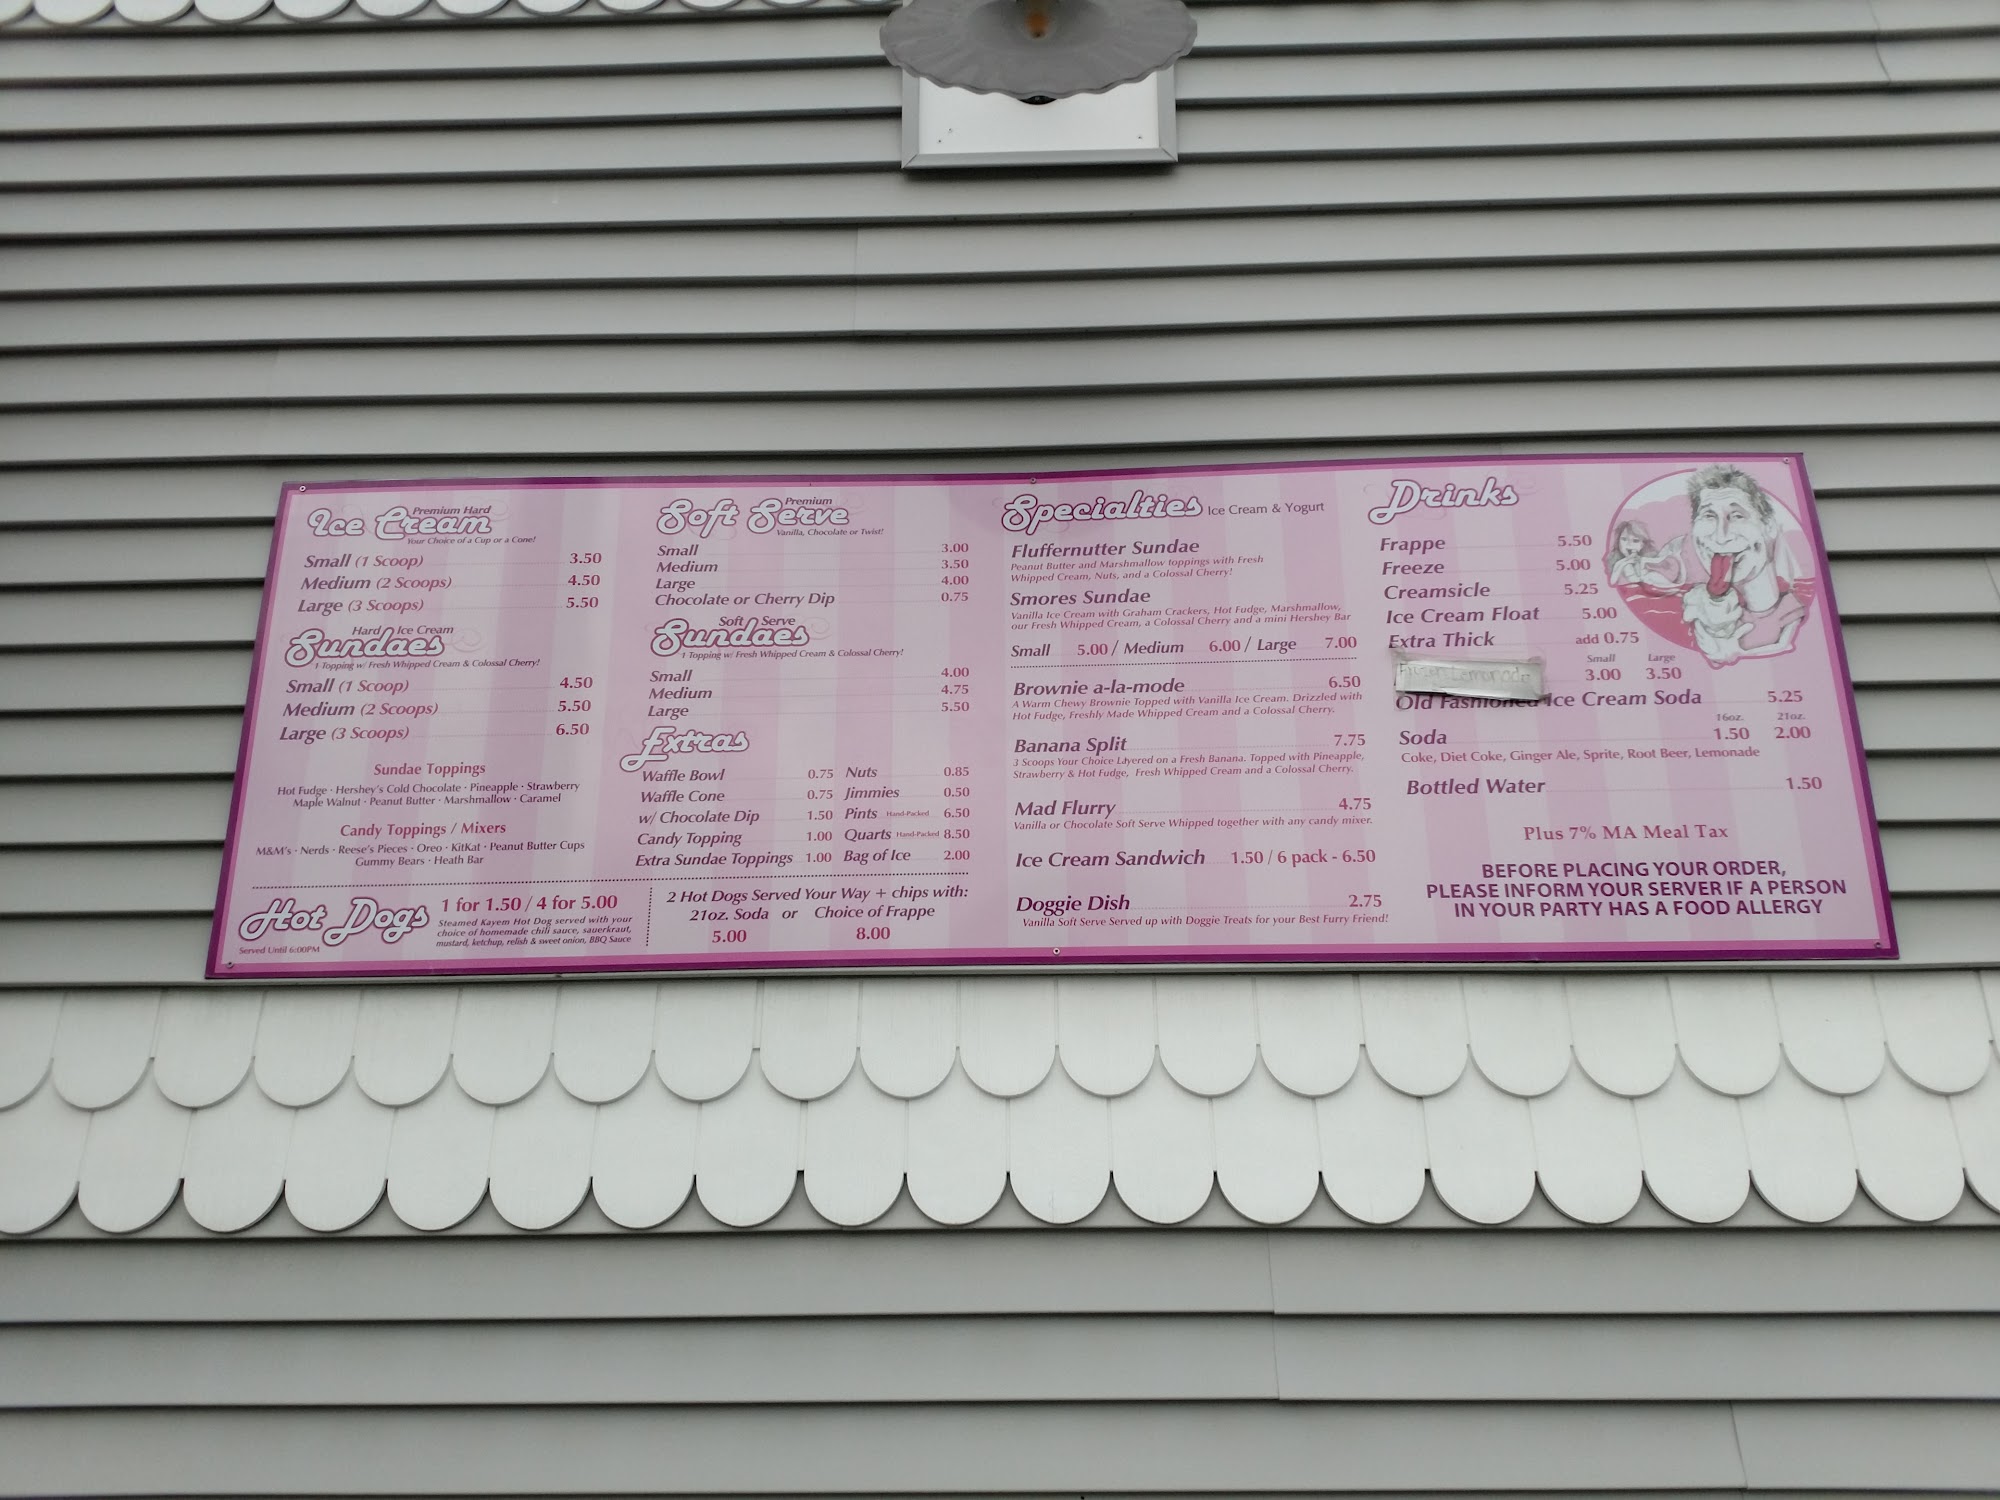 Premium Hard
Ice Cream
Your Choice of a Cup or a Cone!
Small (1 Scoop) 3.50
Medium (2 Scoops) 4.50
Large (3 Scoops) 5.50
Hard Ice Cream
Sundaes
1 Topping w/ Fresh Whipped Cream & Colossal Cherry!
Small (1 Scoop) 4.50
Medium (2 Scoops) 5.50
Large (3 Scoops) 6.50
Sundae Toppings
Hot Fudge · Hershey's Cold Chocolate · Pineapple · Strawberry
Maple Walnut · Peanut Butter · Marshmallow · Caramel
Candy Toppings / Mixers
M&M's · Nerds · Reese's Pieces · Oreo · KitKat · Peanut Butter Cups
Gummy Bears · Heath Bar
Hot Dogs
Served Until 6:00PM
1 for 1.50 / 4 for 5.00
Steamed Kayem Hot Dog served with your
choice of homemade chili sauce, sauerkraut,
mustard, ketchup, relish & sweet onion, BBQ Sauce
Premium
Soft Serve
Vanilla, Chocolate or Twist!
Small 3.00
Medium 3.50
Large 4.00
Chocolate or Cherry Dip 0.75
Soft Serve
Sundaes
1 Topping w/ Fresh Whipped Cream & Colossal Cherry!
Small 4.00
Medium 4.75
Large 5.50
Extras
Waffle Bowl 0.75 Nuts 0.85
Waffle Cone 0.75 Jimmies 0.50
w/ Chocolate Dip 1.50 Pints Hand-Packed 6.50
Candy Topping 1.00 Quarts Hand-Packed 8.50
Extra Sundae Toppings 1.00 Bag of Ice 2.00
2 Hot Dogs Served Your Way + chips with:
21oz. Soda or Choice of Frappe
5.00 8.00
Specialties Ice Cream & Yogurt
Fluffernutter Sundae
Peanut Butter and Marshmallow toppings with Fresh
Whipped Cream, Nuts, and a Colossal Cherry!
Smores Sundae
Vanilla Ice Cream with Graham Crackers, Hot Fudge, Marshmallow,
our Fresh Whipped Cream, a Colossal Cherry and a mini Hershey Bar
Small 5.00 / Medium 6.00 / Large 7.00
Brownie a-la-mode 6.50
A Warm Chewy Brownie Topped with Vanilla Ice Cream. Drizzled with
Hot Fudge, Freshly Made Whipped Cream and a Colossal Cherry.
Banana Split 7.75
3 Scoops Your Choice Layered on a Fresh Banana. Topped with Pineapple,
Strawberry & Hot Fudge, Fresh Whipped Cream and a Colossal Cherry.
Mad Flurry 4.75
Vanilla or Chocolate Soft Serve Whipped together with any candy mixer.
Ice Cream Sandwich 1.50 / 6 pack - 6.50
Doggie Dish 2.75
Vanilla Soft Serve Served up with Doggie Treats for your Best Furry Friend!
Drinks
Frappe 5.50
Freeze 5.00
Creamsicle 5.25
Ice Cream Float 5.00
Extra Thick add 0.75
Small Large
Frozen Lemonade 3.00 3.50
Old Fashioned Ice Cream Soda 5.25
16oz. 21oz.
Soda 1.50 2.00
Coke, Diet Coke, Ginger Ale, Sprite, Root Beer, Lemonade
Bottled Water 1.50
Plus 7% MA Meal Tax
BEFORE PLACING YOUR ORDER,
PLEASE INFORM YOUR SERVER IF A PERSON
IN YOUR PARTY HAS A FOOD ALLERGY